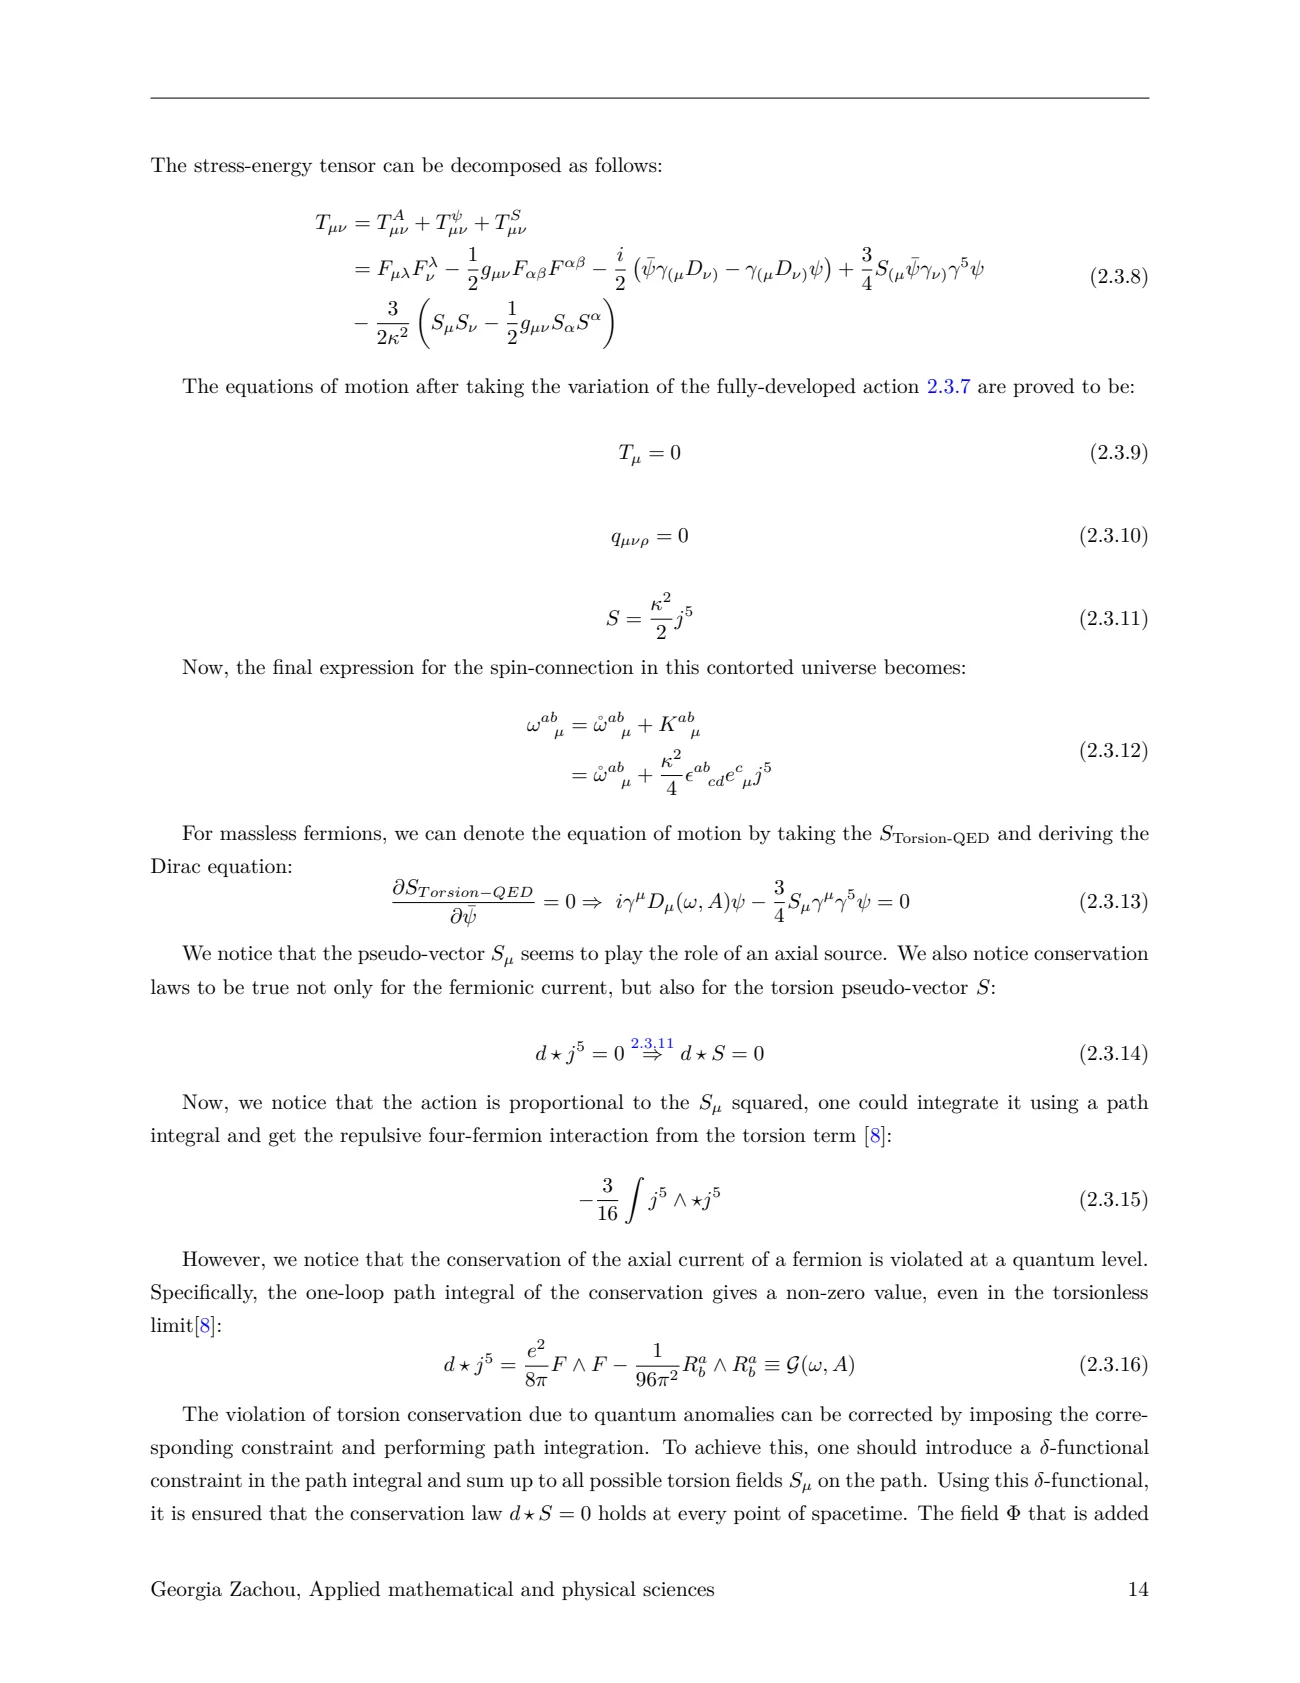 The stress-energy tensor can be decomposed as follows:
$T_{\mu\nu} = T^A_{\mu\nu} + T^\psi_{\mu\nu} + T^S_{\mu\nu}$
$= F_{\mu\lambda}F^\lambda_\nu - \frac{1}{2}g_{\mu\nu}F_{\alpha\beta}F^{\alpha\beta} - \frac{i}{2}\left(\bar{\psi}\gamma_{(\mu}D_{\nu)} - \gamma_{(\mu}D_{\nu)}\psi\right) + \frac{3}{4}S_{(\mu}\bar{\psi}\gamma_{\nu)}\gamma^5\psi$ (2.3.8)
$- \frac{3}{2\kappa^2}\left(S_\mu S_\nu - \frac{1}{2}g_{\mu\nu}S_\alpha S^\alpha\right)$
The equations of motion after taking the variation of the fully-developed action 2.3.7 are proved to be:
$T_\mu = 0$ (2.3.9)
$q_{\mu\nu\rho} = 0$ (2.3.10)
$S = \frac{\kappa^2}{2}j^5$ (2.3.11)
Now, the final expression for the spin-connection in this contorted universe becomes:
$\omega^{ab}{}_\mu = \mathring{\omega}^{ab}{}_\mu + K^{ab}{}_\mu$
$= \mathring{\omega}^{ab}{}_\mu + \frac{\kappa^2}{4}\epsilon^{ab}{}_{cd}e^c{}_\mu j^5$ (2.3.12)
For massless fermions, we can denote the equation of motion by taking the $S_{\text{Torsion-QED}}$ and deriving the
Dirac equation:
$\frac{\partial S_{Torsion-QED}}{\partial\bar{\psi}} = 0 \Rightarrow i\gamma^\mu D_\mu(\omega, A)\psi - \frac{3}{4}S_\mu\gamma^\mu\gamma^5\psi = 0$ (2.3.13)
We notice that the pseudo-vector $S_\mu$ seems to play the role of an axial source. We also notice conservation
laws to be true not only for the fermionic current, but also for the torsion pseudo-vector $S$:
$d \star j^5 = 0 \overset{2.3.11}{\Rightarrow} d \star S = 0$ (2.3.14)
Now, we notice that the action is proportional to the $S_\mu$ squared, one could integrate it using a path
integral and get the repulsive four-fermion interaction from the torsion term [8]:
$-\frac{3}{16}\int j^5 \wedge \star j^5$ (2.3.15)
However, we notice that the conservation of the axial current of a fermion is violated at a quantum level.
Specifically, the one-loop path integral of the conservation gives a non-zero value, even in the torsionless
limit[8]:
$d \star j^5 = \frac{e^2}{8\pi}F \wedge F - \frac{1}{96\pi^2}R^a_b \wedge R^a_b \equiv \mathcal{G}(\omega, A)$ (2.3.16)
The violation of torsion conservation due to quantum anomalies can be corrected by imposing the corre-
sponding constraint and performing path integration. To achieve this, one should introduce a $\delta$-functional
constraint in the path integral and sum up to all possible torsion fields $S_\mu$ on the path. Using this $\delta$-functional,
it is ensured that the conservation law $d \star S = 0$ holds at every point of spacetime. The field $\Phi$ that is added
Georgia Zachou, Applied mathematical and physical sciences 14